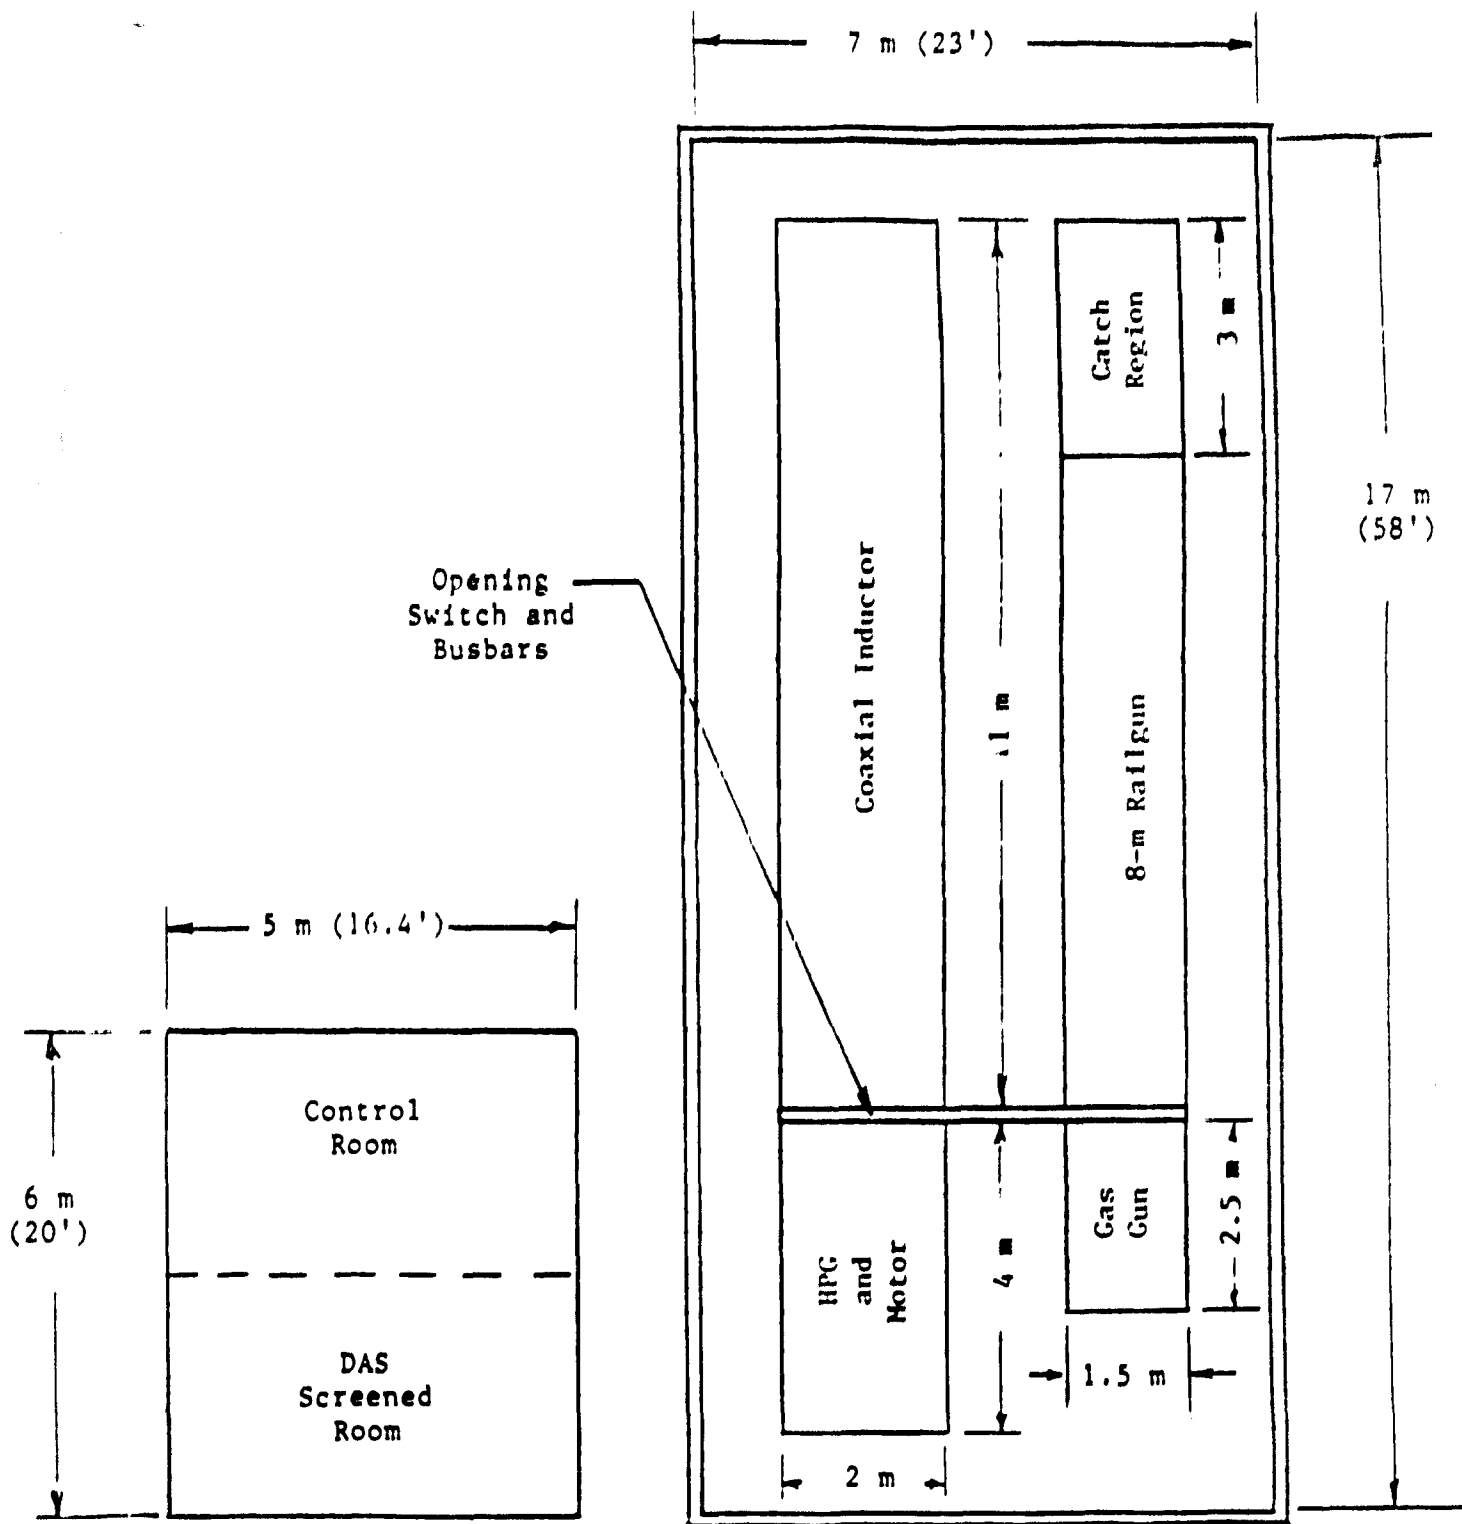 7 m (23')
Catch
Region
3 m
17 m
(58')
Opening
Switch and
Busbars
Coaxial Inductor
8-m Railgun
5 m (16.4')
Control
Room
6 m
(20')
DAS
Screened
Room
HPG
and
Motor
4 m
Gas
Gun
2.5 m
1.5 m
2 m